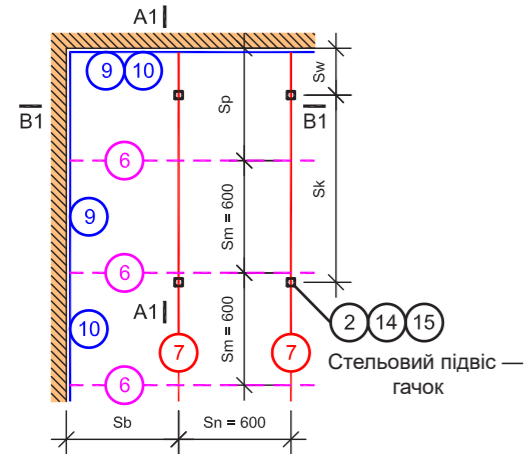 A1
9 10
Sw
Sp
B1 B1
6
Sk
9
Sm = 600
6
A1
10
Sm = 600
2 14 15
7 7
Стельовий підвіс —
гачок
6
Sb
Sn = 600